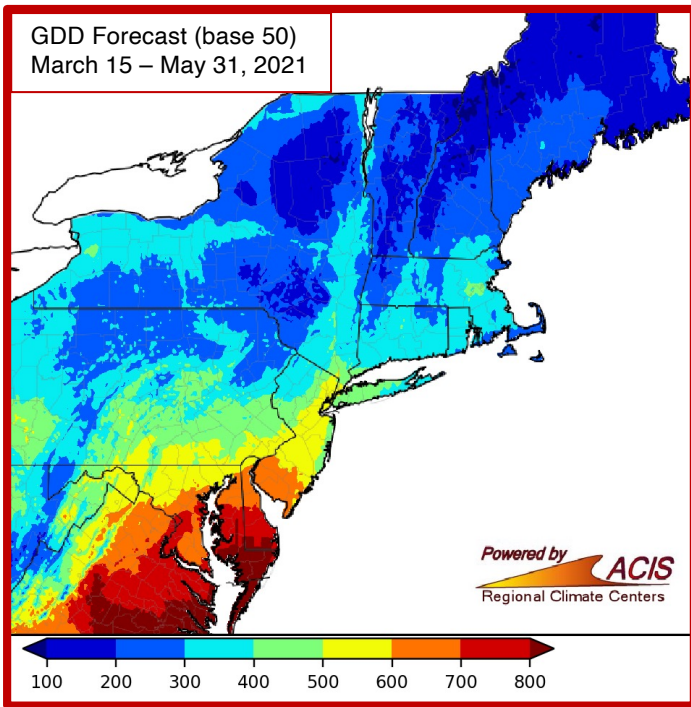 GDD Forecast (base 50)
March 15 – May 31, 2021
Powered by
ACIS
Regional Climate Centers
100 200 300 400 500 600 700 800